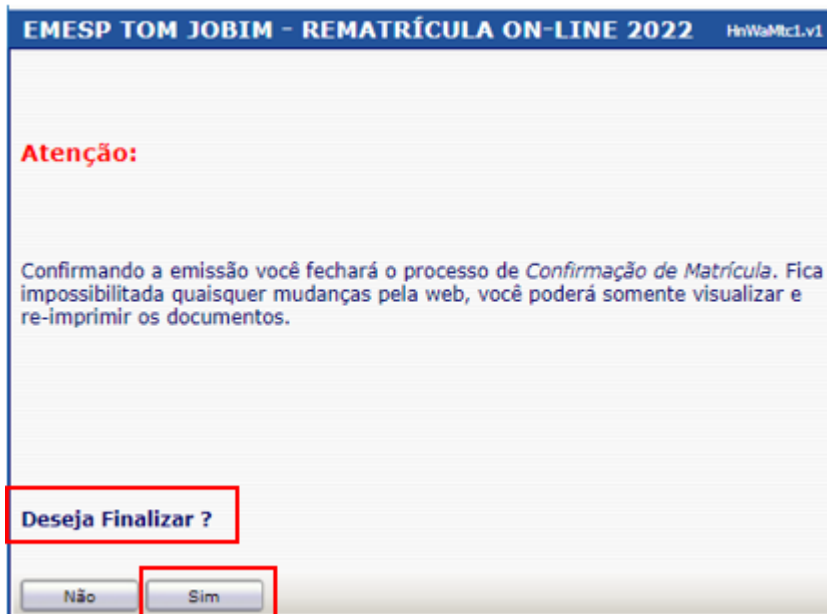 EMESP TOM JOBIM - REMATRÍCULA ON-LINE 2022 HnWaMtc1.v1
Atenção:
Confirmando a emissão você fechará o processo de Confirmação de Matrícula. Fica
impossibilitada quaisquer mudanças pela web, você poderá somente visualizar e
re-imprimir os documentos.
Deseja Finalizar ?
Não Sim